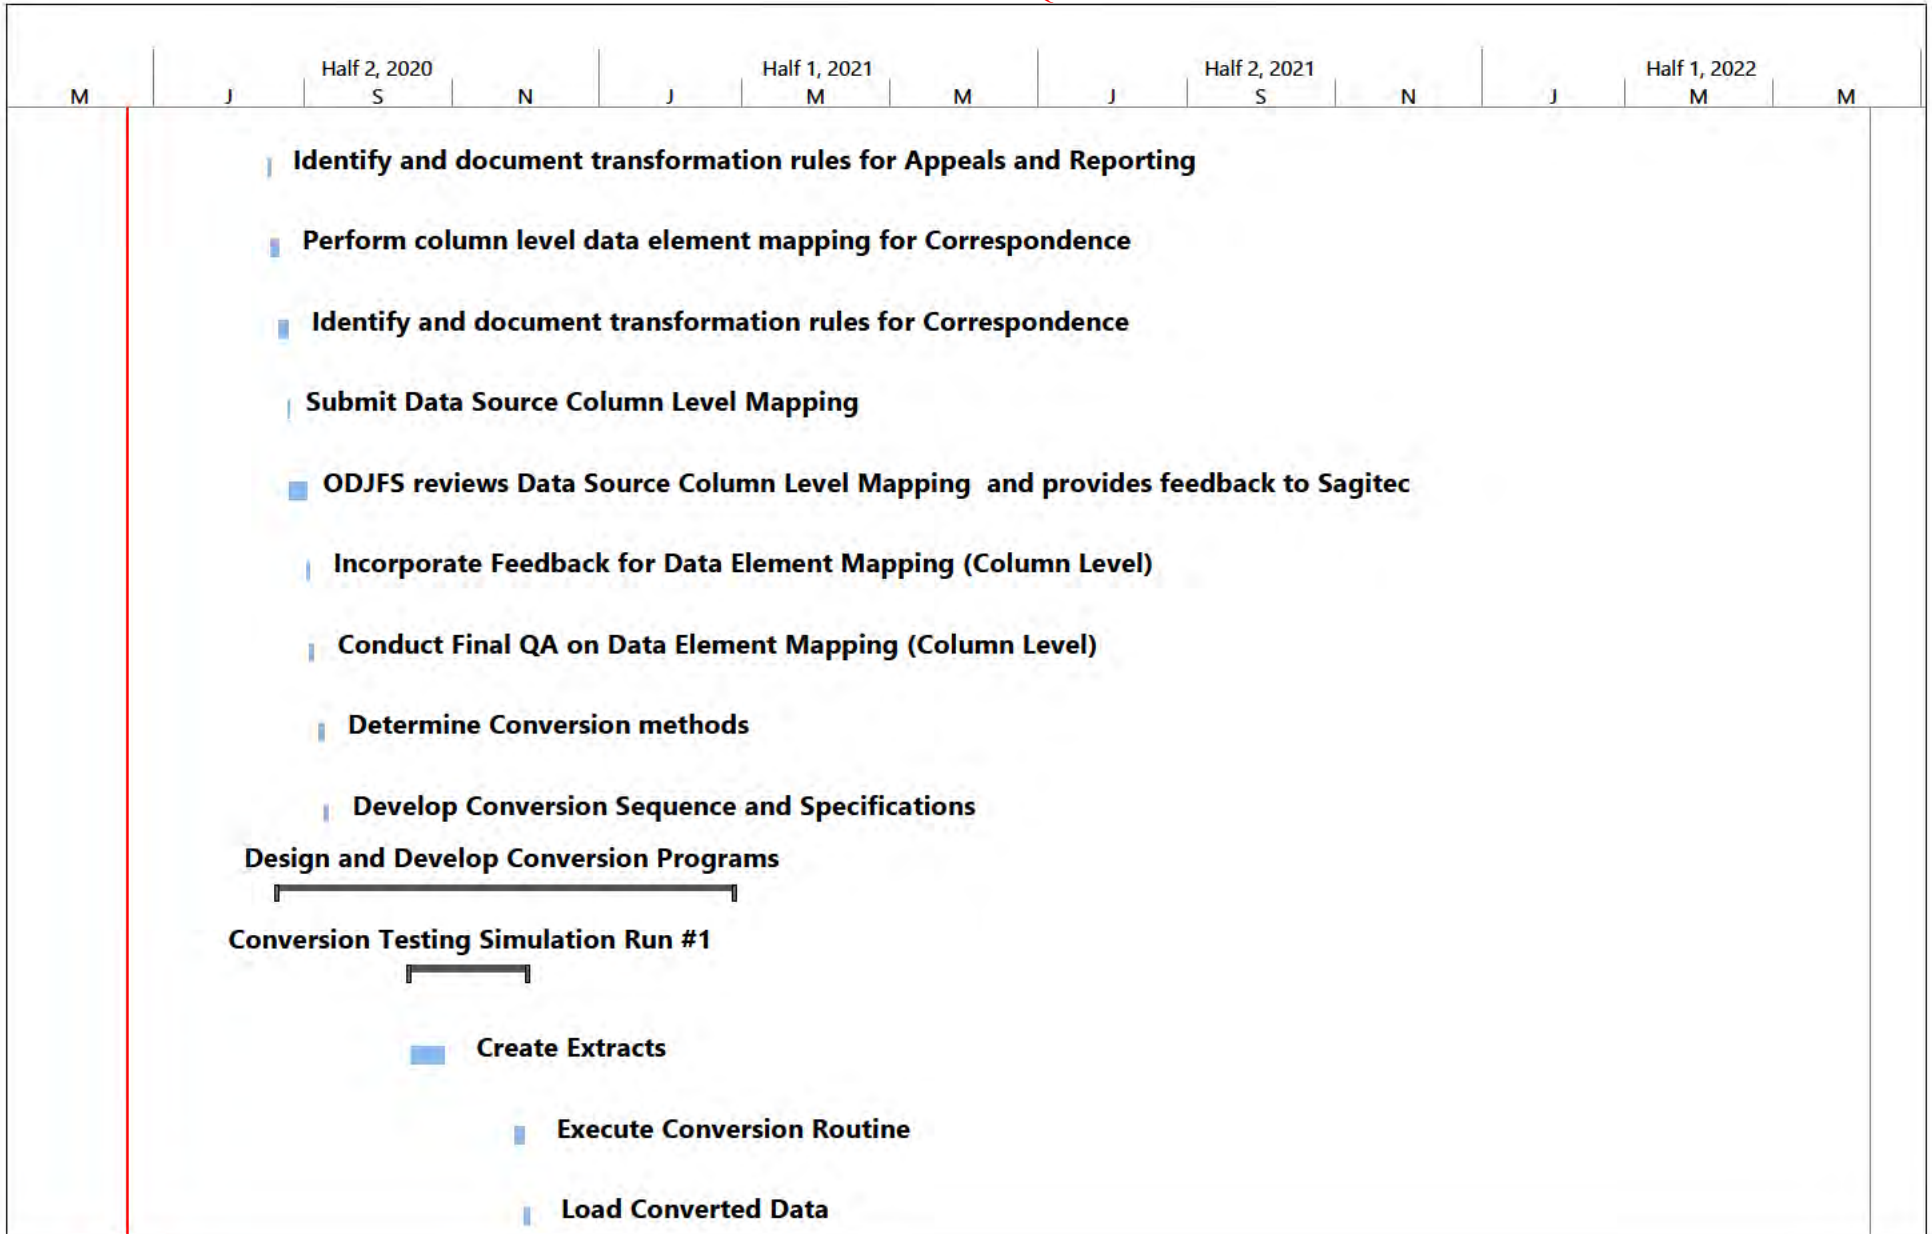 Half 2, 2020 Half 1, 2021 Half 2, 2021 Half 1, 2022
M J S N J M M J S N J M M
Identify and document transformation rules for Appeals and Reporting
Perform column level data element mapping for Correspondence
Identify and document transformation rules for Correspondence
Submit Data Source Column Level Mapping
ODJFS reviews Data Source Column Level Mapping and provides feedback to Sagitec
Incorporate Feedback for Data Element Mapping (Column Level)
Conduct Final QA on Data Element Mapping (Column Level)
Determine Conversion methods
Develop Conversion Sequence and Specifications
Design and Develop Conversion Programs
Conversion Testing Simulation Run #1
Create Extracts
Execute Conversion Routine
Load Converted Data